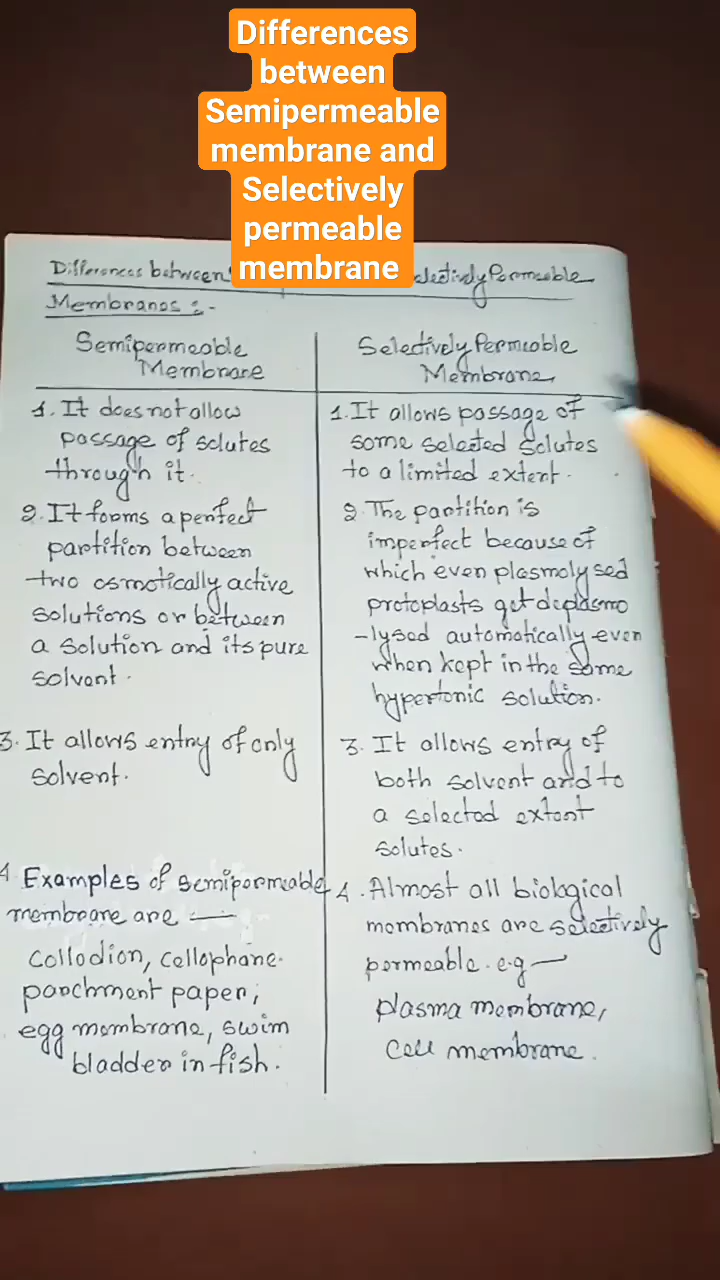 Differences
between
Semipermeable
membrane and
Selectively
permeable
membrane
Differences between electively Permeable
Membranes :-
Semipermeable
Membrane
1. It does not allow
passage of solutes
through it.
2. It forms a perfect
partition between
two osmotically active
solutions or between
a solution and its pure
solvent.
3. It allows entry of only
solvent.
4. Examples of semipermeable
membrane are —
collodion, cellophane.
parchment paper,
egg membrane, swim
bladder in fish.
Selectively Permeable
Membrane
1. It allows passage of
some selected solutes
to a limited extent.
2. The partition is
imperfect because of
which even plasmolysed
protoplasts get deplasmo
-lysed automatically even
when kept in the same
hypertonic solution.
3. It allows entry of
both solvent and to
a selected extent
solutes.
4. Almost all biological
membranes are selectively
permeable. e.g —
plasma membrane,
cell membrane.